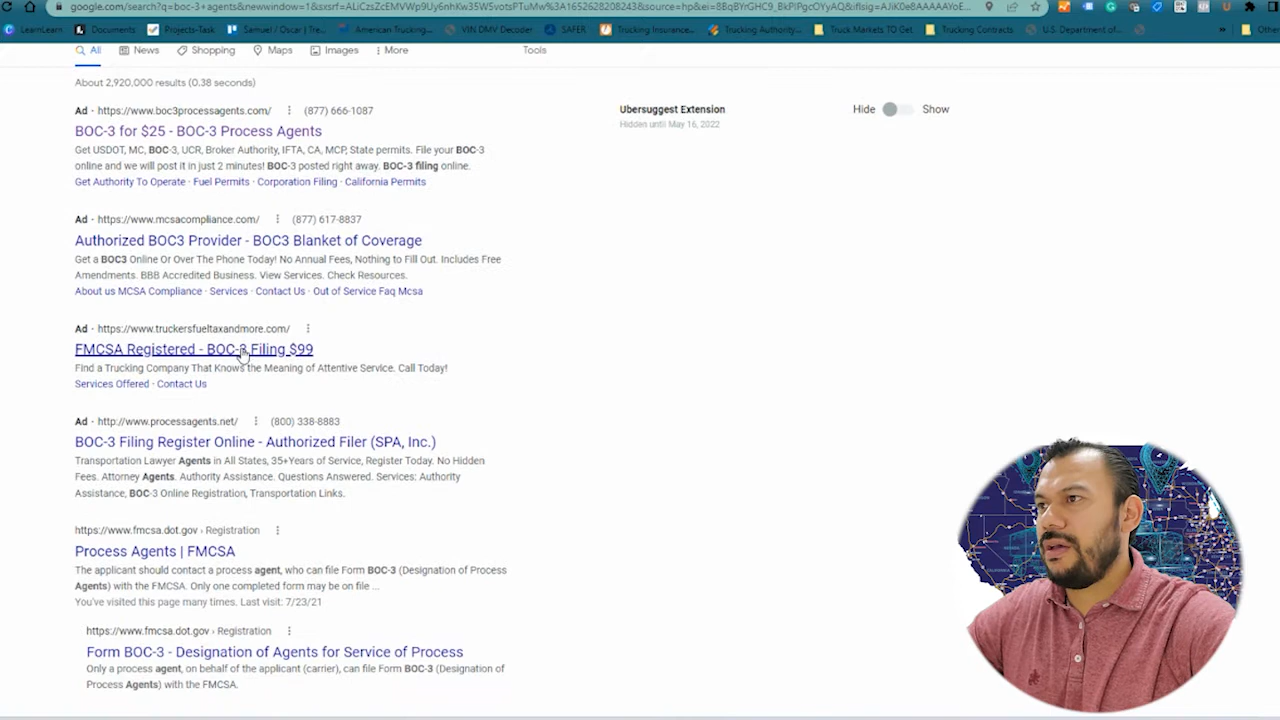 google.com/search?q=boc-3+agents&newwindow=1&sxsrf=
LearnLearn Documents Projects-Task Samuel / Oscar | Tre... American Trucking... VIN DMV Decoder SAFER Trucking Insurance... Trucking Authority... Truck Markets TO Get Trucking Contracts U.S. Department of... » Othe
All News Shopping Maps Images More Tools
About 2,920,000 results (0.38 seconds)
Ad · https://www.boc3processagents.com/ (877) 666-1087
BOC-3 for $25 - BOC-3 Process Agents
Get USDOT, MC, BOC-3, UCR, Broker Authority, IFTA, CA, MCP, State permits. File your BOC-3
online and we will post it in just 2 minutes! BOC-3 posted right away. BOC-3 filing online.
Get Authority To Operate · Fuel Permits · Corporation Filing · California Permits
Ubersuggest Extension
Hidden until May 16, 2022
Hide Show
Ad · https://www.mcsacompliance.com/ (877) 617-8837
Authorized BOC3 Provider - BOC3 Blanket of Coverage
Get a BOC3 Online Or Over The Phone Today! No Annual Fees, Nothing to Fill Out. Includes Free
Amendments. BBB Accredited Business. View Services. Check Resources.
About us MCSA Compliance · Services · Contact Us · Out of Service Faq Mcsa
Ad · https://www.truckersfueltaxandmore.com/
FMCSA Registered - BOC-3 Filing $99
Find a Trucking Company That Knows the Meaning of Attentive Service. Call Today!
Services Offered · Contact Us
Ad · http://www.processagents.net/ (800) 338-8883
BOC-3 Filing Register Online - Authorized Filer (SPA, Inc.)
Transportation Lawyer Agents in All States, 35+Years of Service, Register Today. No Hidden
Fees. Attorney Agents. Authority Assistance. Questions Answered. Services: Authority
Assistance, BOC-3 Online Registration, Transportation Links.
https://www.fmcsa.dot.gov › Registration
Process Agents | FMCSA
The applicant should contact a process agent, who can file Form BOC-3 (Designation of Process
Agents) with the FMCSA. Only one completed form may be on file ...
You've visited this page many times. Last visit: 7/23/21
https://www.fmcsa.dot.gov › Registration
Form BOC-3 - Designation of Agents for Service of Process
Only a process agent, on behalf of the applicant (carrier), can file Form BOC-3 (Designation of
Process Agents) with the FMCSA.